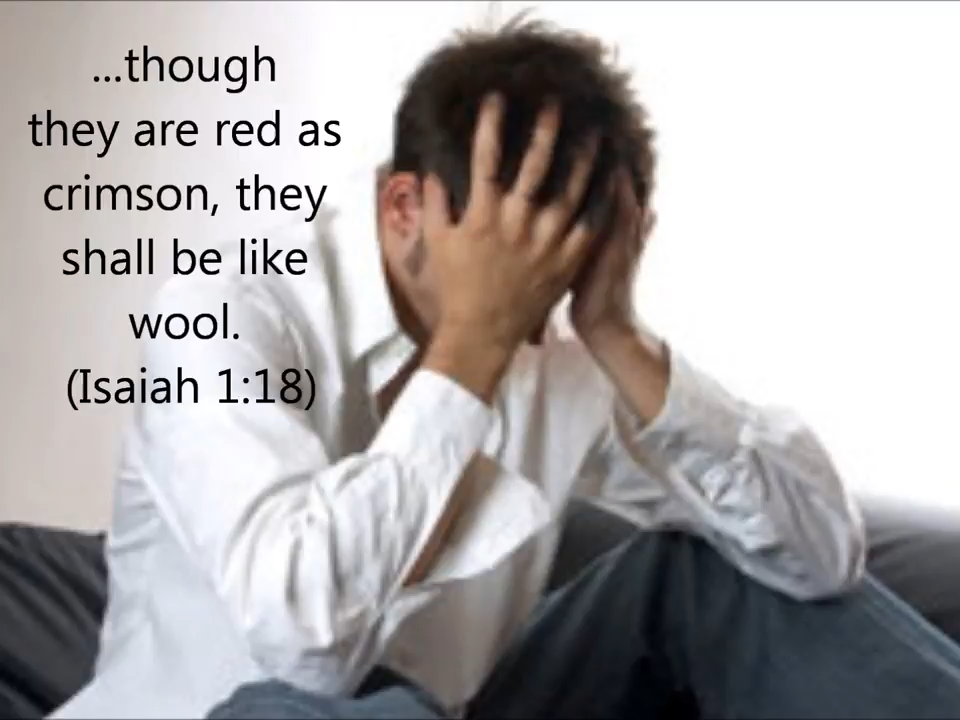 ...though
they are red as
crimson, they
shall be like
wool.
(Isaiah 1:18)